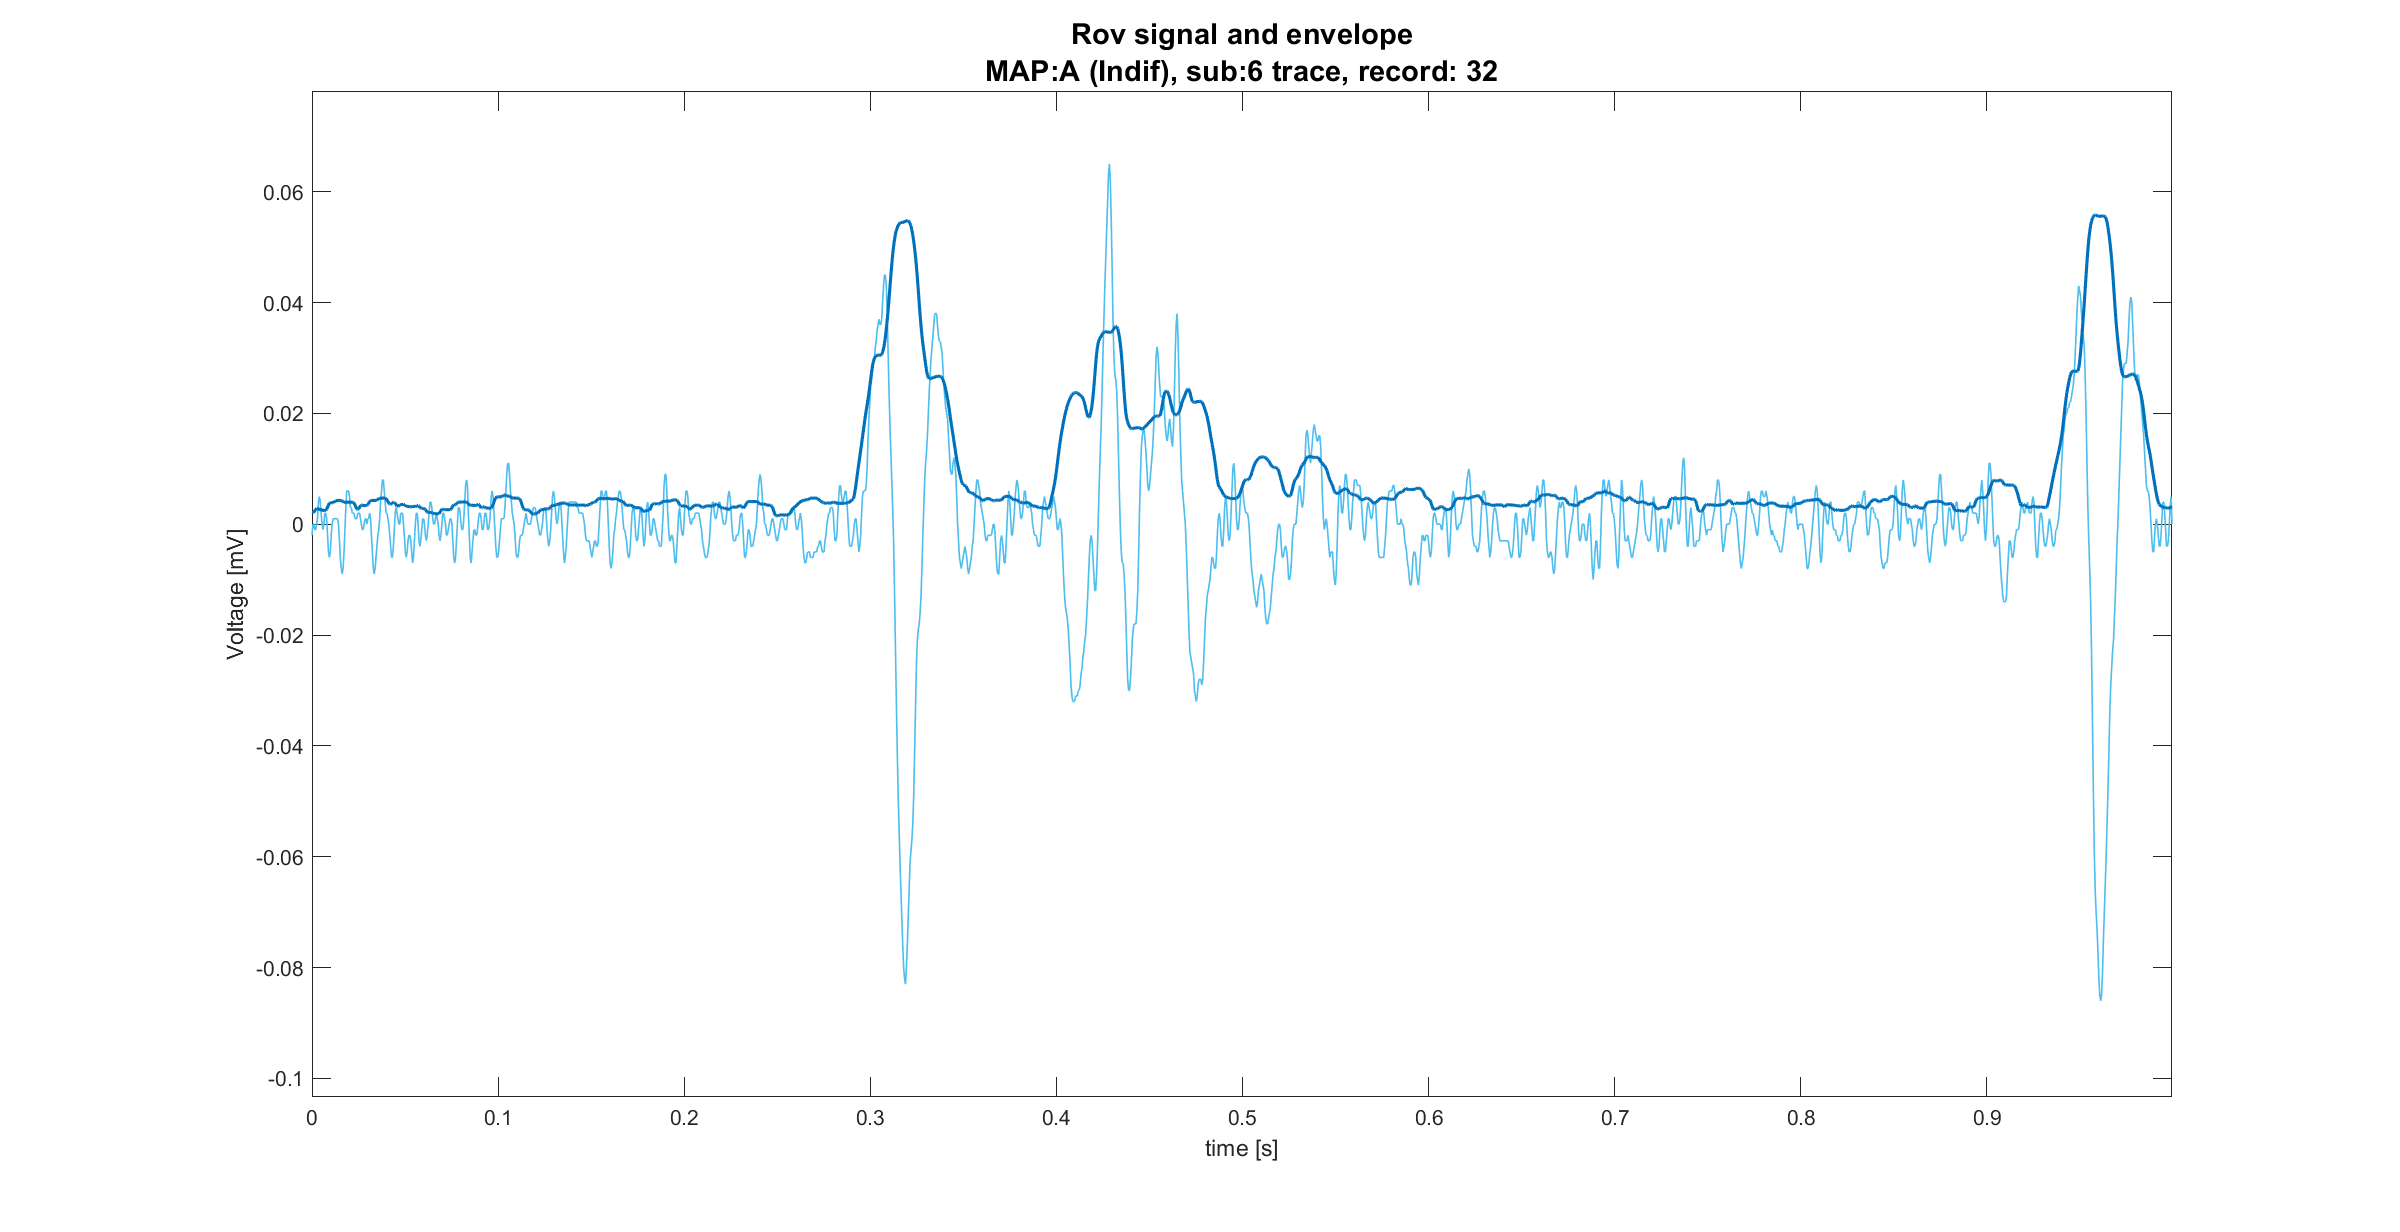 Rov signal and envelope
MAP:A (Indif), sub:6 trace, record: 32
0.06
0.04
0.02
0
-0.02
-0.04
-0.06
-0.08
-0.1
Voltage [mV]
0 0.1 0.2 0.3 0.4 0.5 0.6 0.7 0.8 0.9
time [s]